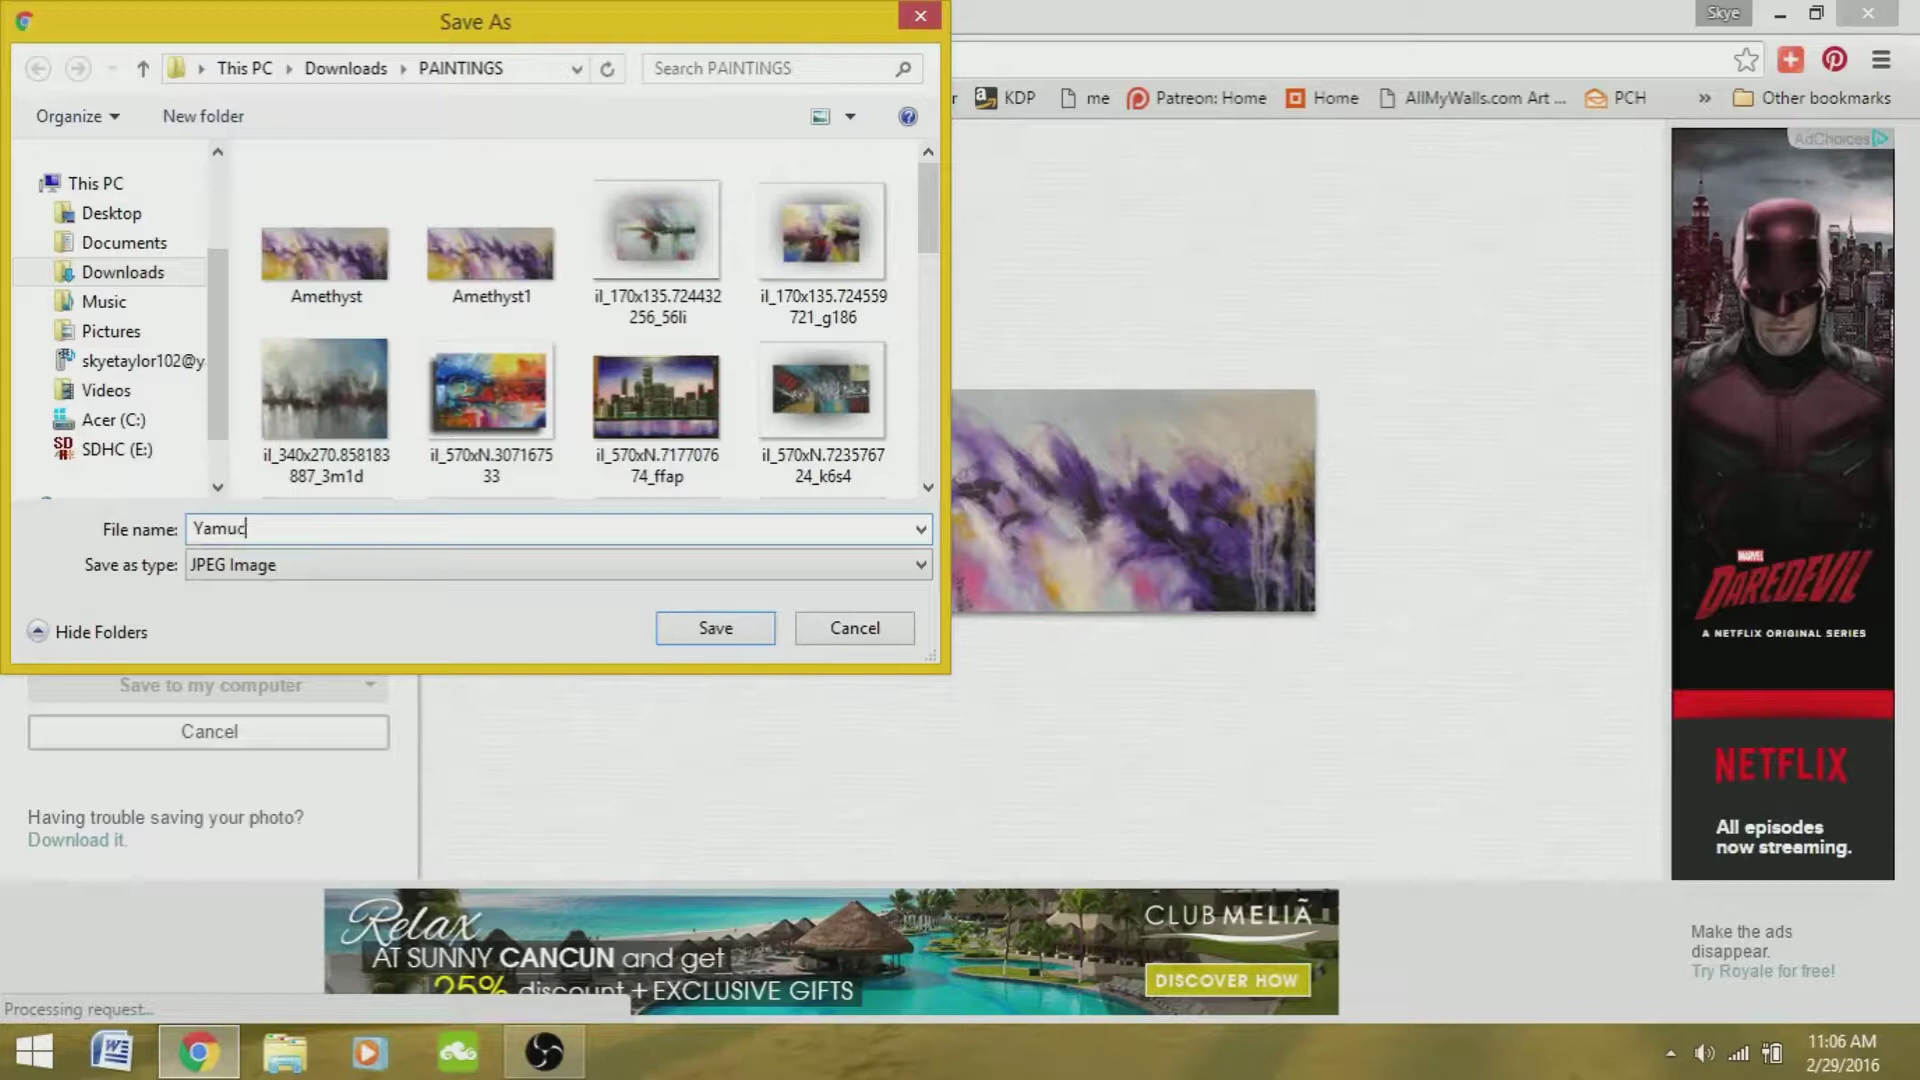 Save As
This PC
Downloads
PAINTINGS
Search PAINTINGS
Organize
New folder
This PC
Desktop
Documents
Downloads
Music
Pictures
skyetaylor102@y
Videos
Acer (C:)
SDHC (E:)
Amethyst
Amethyst1
il_170x135.724432
256_56li
il_170x135.724559
721_g186
il_340x270.858183
887_3m1d
il_570xN.3071675
33
il_570xN.7177076
74_ffap
il_570xN.7235767
24_k6s4
File name: Yamuc
Save as type: JPEG Image
Hide Folders
Save
Cancel
Skye
KDP
me
Patreon: Home
Home
AllMyWalls.com Art ...
PCH
Other bookmarks
Save to my computer
Cancel
Having trouble saving your photo?
Download it.
AdChoices
MARVEL
DAREDEVIL
A NETFLIX ORIGINAL SERIES
NETFLIX
All episodes
now streaming.
Relax
AT SUNNY CANCUN and get
25% discount + EXCLUSIVE GIFTS
CLUB MELIÃ
DISCOVER HOW
Make the ads
disappear.
Try Royale for free!
Processing request...
11:06 AM
2/29/2016